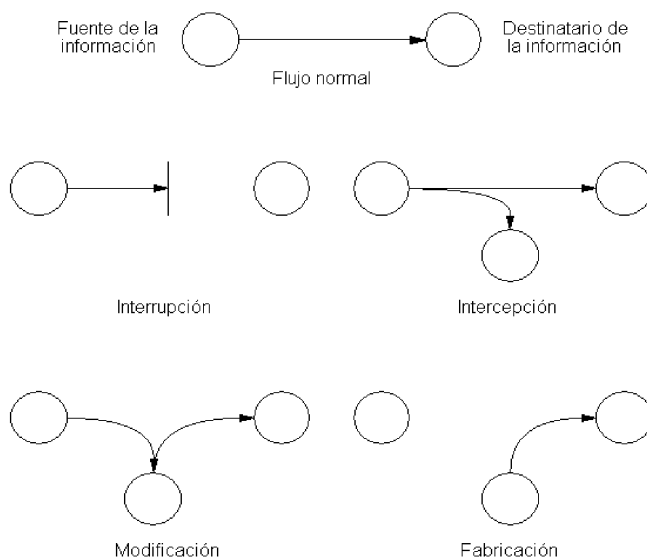 Fuente de la
información
Destinatario de
la información
Flujo normal
Interrupción
Intercepción
Modificación
Fabricación